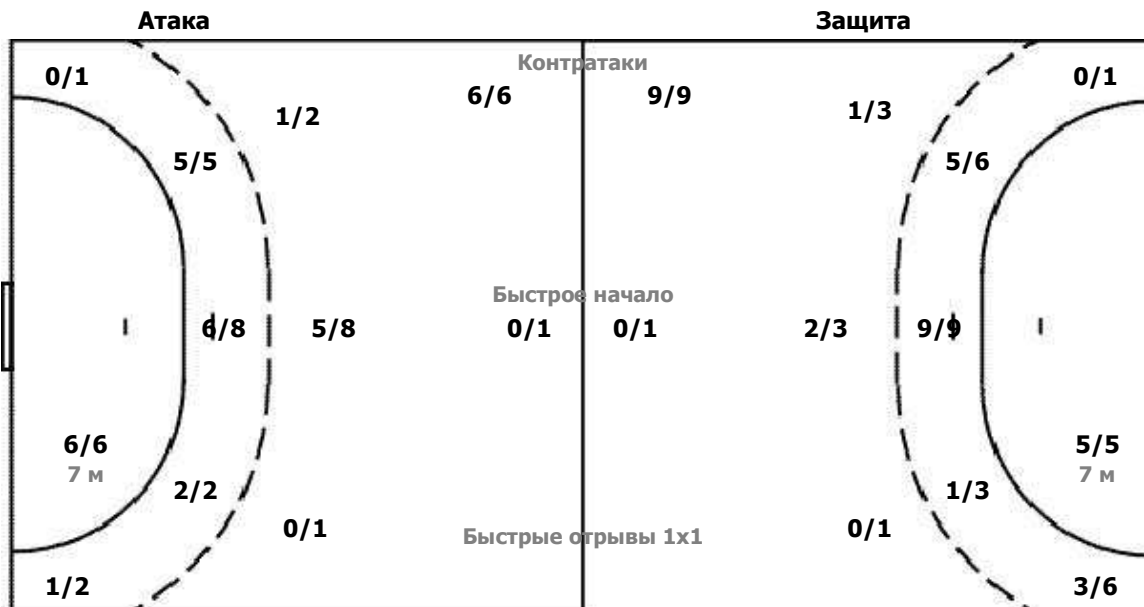 Атака Защита
Контратаки
0/1 0/1
6/6 9/9
1/2 1/3
5/5 5/6
Быстрое начало
6/8 5/8 0/1 0/1 2/3 9/9
6/6 5/5
7 м 7 м
2/2 1/3
0/1 0/1
Быстрые отрывы 1x1
1/2 3/6